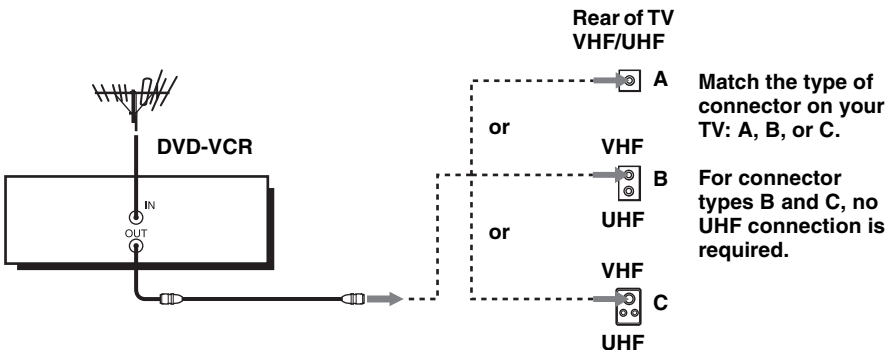 Rear of TV
VHF/UHF
A
Match the type of
connector on your
TV: A, B, or C.
or
DVD-VCR
VHF
B
For connector
types B and C, no
UHF connection is
required.
IN
OUT
UHF
or
VHF
C
UHF